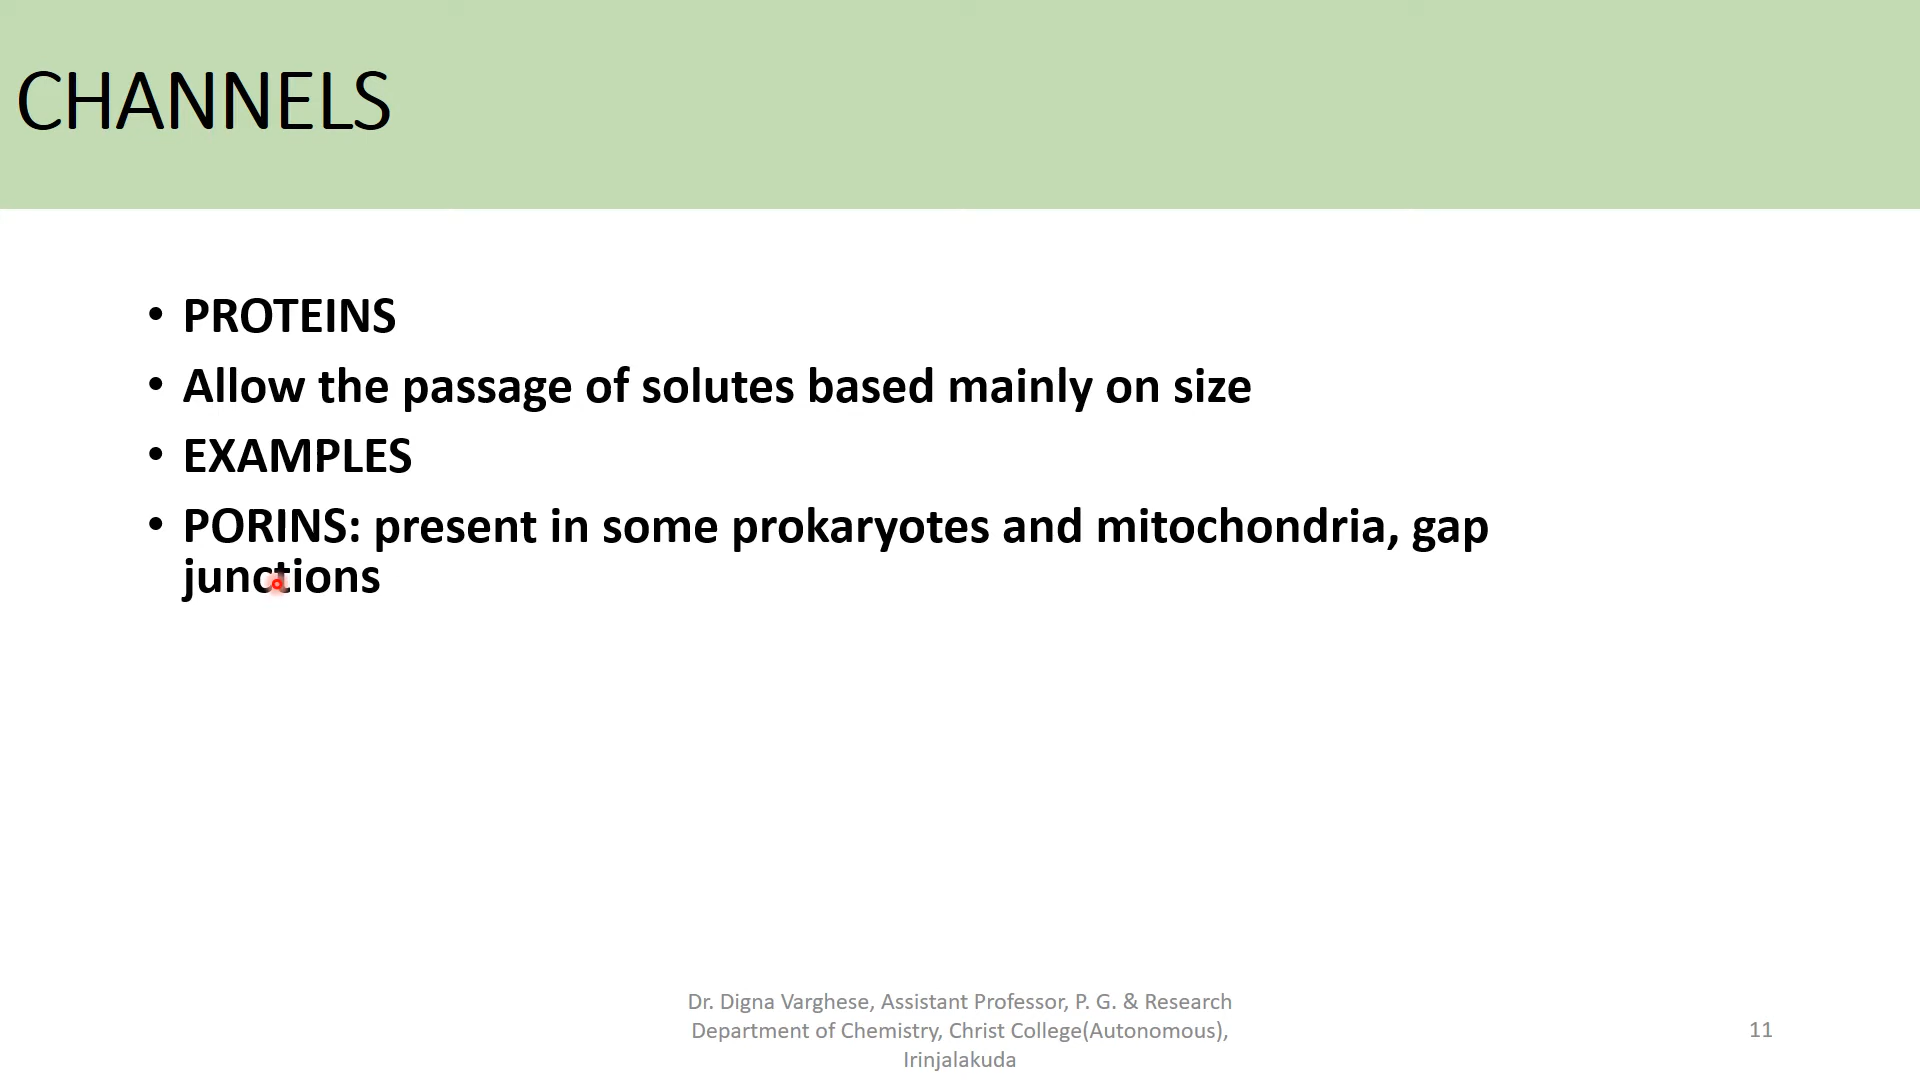 CHANNELS
• PROTEINS
• Allow the passage of solutes based mainly on size
• EXAMPLES
• PORINS: present in some prokaryotes and mitochondria, gap
junctions
Dr. Digna Varghese, Assistant Professor, P. G. & Research
Department of Chemistry, Christ College(Autonomous),
Irinjalakuda
11